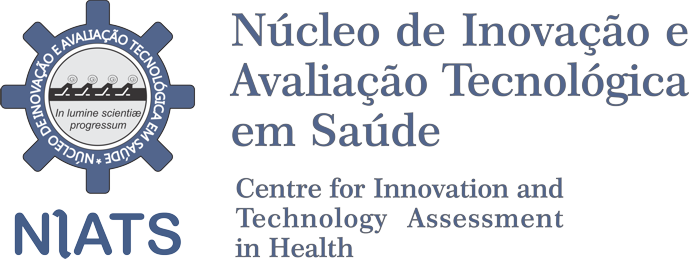 NÚCLEO DE INOVAÇÃO E AVALIAÇÃO TECNOLÓGICA EM SAÚDE *
In lumine scientiæ
progressum
NIATS
Núcleo de Inovação e
Avaliação Tecnológica
em Saúde
Centre for Innovation and
Technology Assessment
in Health